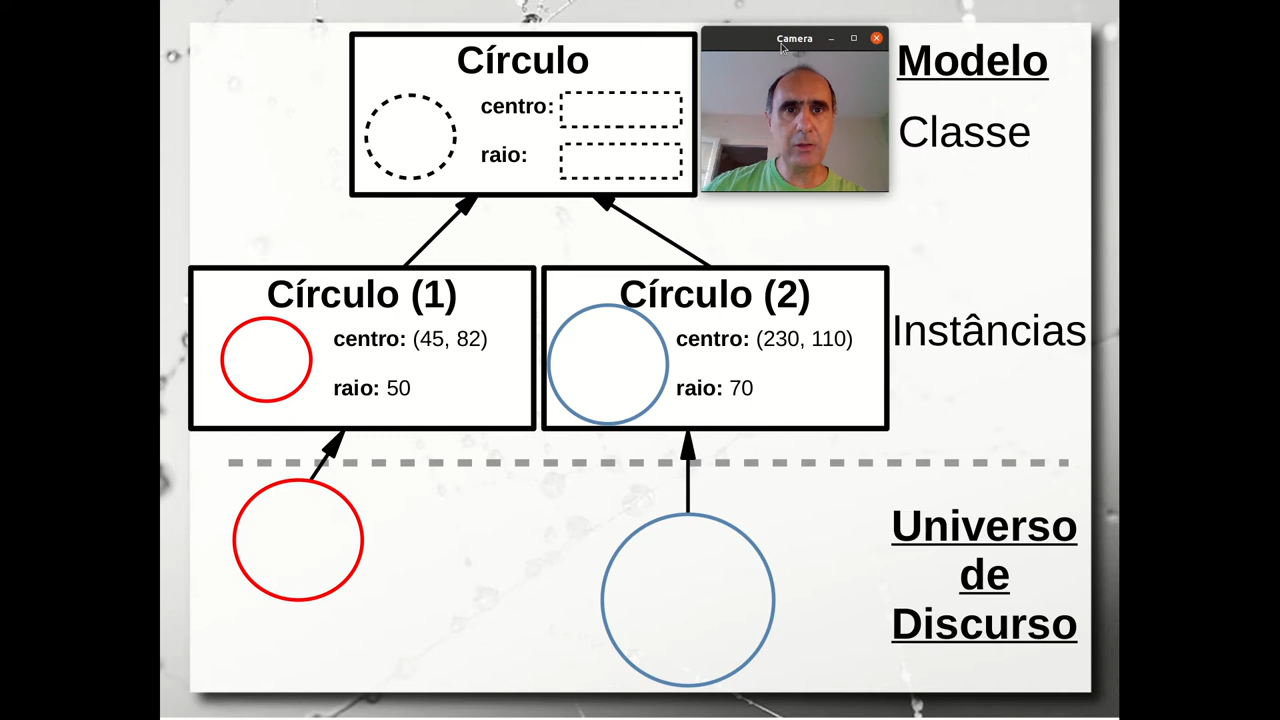 Círculo
centro:
raio:
Camera
Modelo
Classe
Círculo (1)
centro: (45, 82)
raio: 50
Círculo (2)
centro: (230, 110)
raio: 70
Instâncias
Universo
de
Discurso